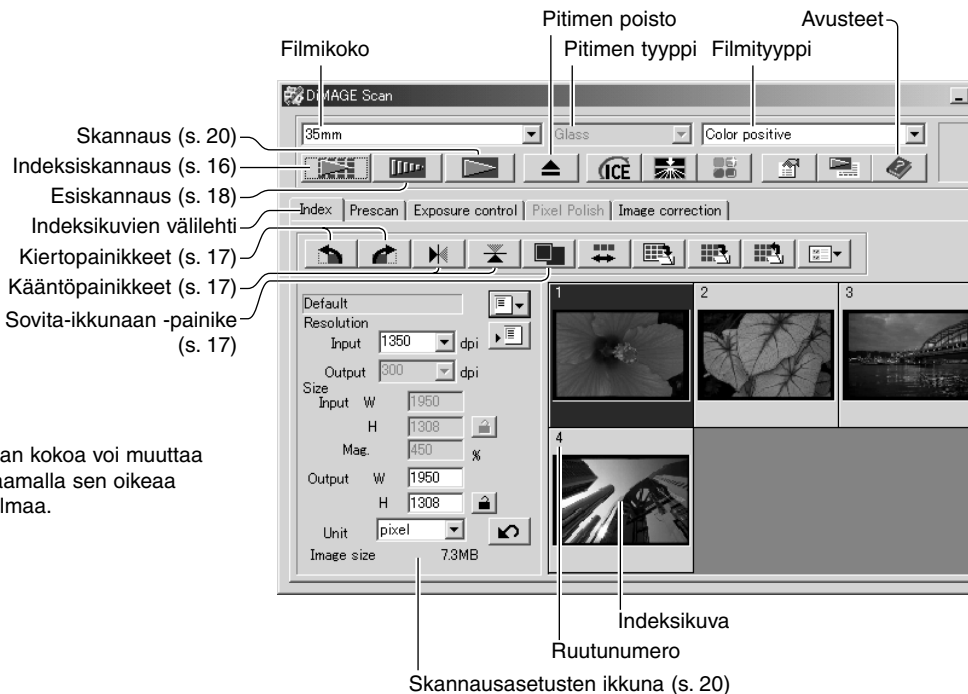 Pitimen poisto
Avusteet
Filmikoko
Pitimen tyyppi
Filmityyppi
DiMAGE Scan
35mm
Glass
Color positive
Skannaus (s. 20)
Indeksiskannaus (s. 16)
ICE
Esiskannaus (s. 18)
Indeksikuvien välilehti
Index
Prescan
Exposure control
Pixel Polish
Image correction
Kiertopainikkeet (s. 17)
Kääntöpainikkeet (s. 17)
Sovita-ikkunaan -painike
(s. 17)
Default
Resolution
Input 1350 dpi
Output 300 dpi
Size
Input W 1950
H 1308
Mag. 450 %
Output W 1950
H 1308
Unit pixel
Image size 7.3MB
1
2
3
4
an kokoa voi muuttaa
aamalla sen oikeaa
lmaa.
Indeksikuva
Ruutunumero
Skannausasetusten ikkuna (s. 20)